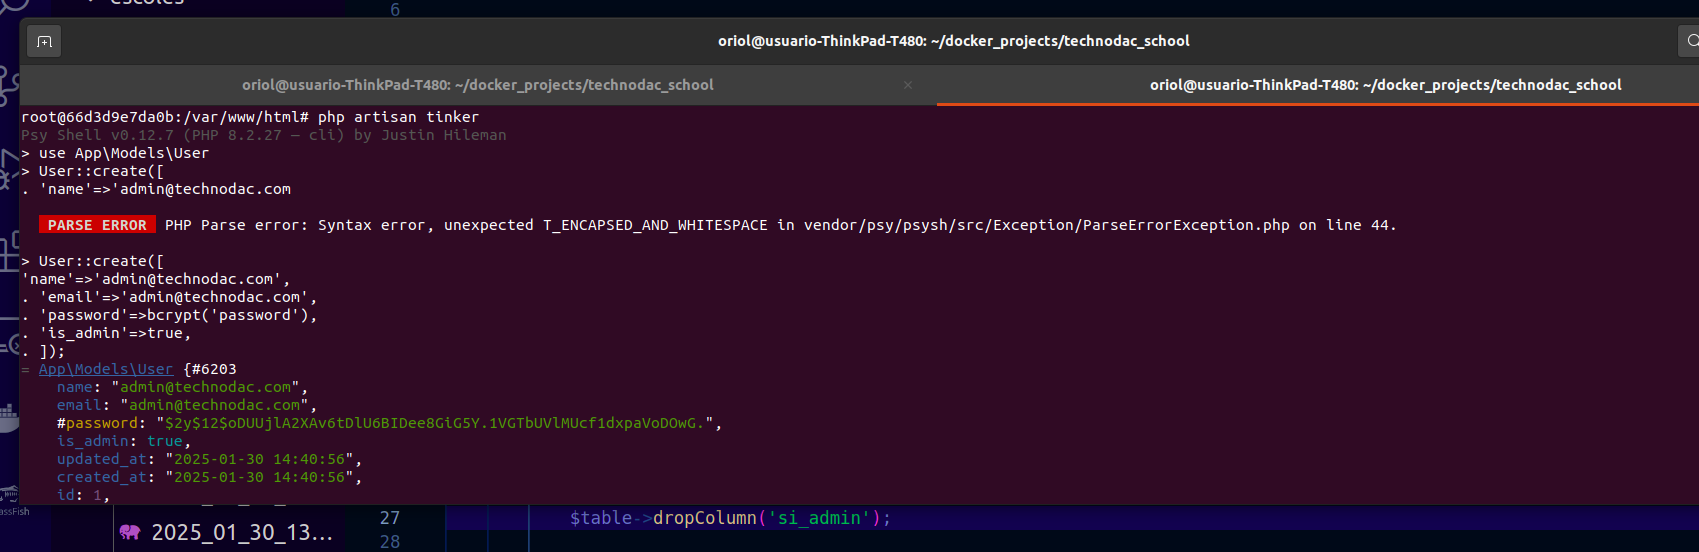 escoles
6
oriol@usuario-ThinkPad-T480: ~/docker_projects/technodac_school
oriol@usuario-ThinkPad-T480: ~/docker_projects/technodac_school × oriol@usuario-ThinkPad-T480: ~/docker_projects/technodac_school
root@66d3d9e7da0b:/var/www/html# php artisan tinker
Psy Shell v0.12.7 (PHP 8.2.27 — cli) by Justin Hileman
> use App\Models\User
> User::create([
. 'name'=>'admin@technodac.com
PARSE ERROR PHP Parse error: Syntax error, unexpected T_ENCAPSED_AND_WHITESPACE in vendor/psy/psysh/src/Exception/ParseErrorException.php on line 44.
> User::create([
'name'=>'admin@technodac.com',
. 'email'=>'admin@technodac.com',
. 'password'=>bcrypt('password'),
. 'is_admin'=>true,
. ]);
= App\Models\User {#6203
name: "admin@technodac.com",
email: "admin@technodac.com",
#password: "$2y$12$oDUUjlA2XAv6tDlU6BIDee8GiG5Y.1VGTbUVlMUcf1dxpaVoDOwG.",
is_admin: true,
updated_at: "2025-01-30 14:40:56",
created_at: "2025-01-30 14:40:56",
id: 1,
assFish
27 $table->dropColumn('si_admin');
2025_01_30_13...
28